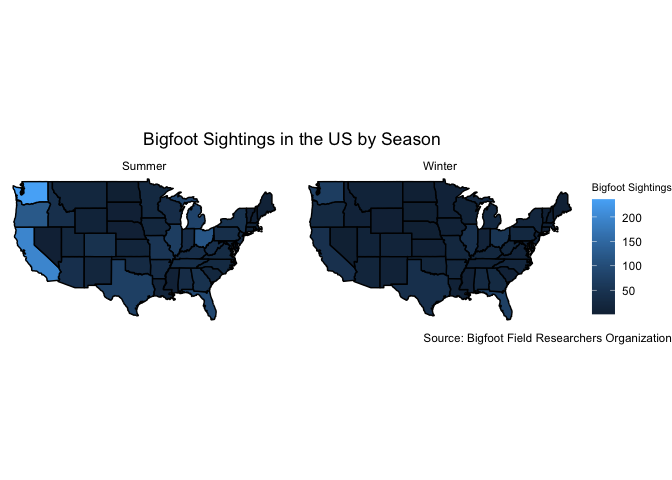 Bigfoot Sightings in the US by Season
Summer
Winter
Bigfoot Sightings
200
150
100
50
Source: Bigfoot Field Researchers Organization